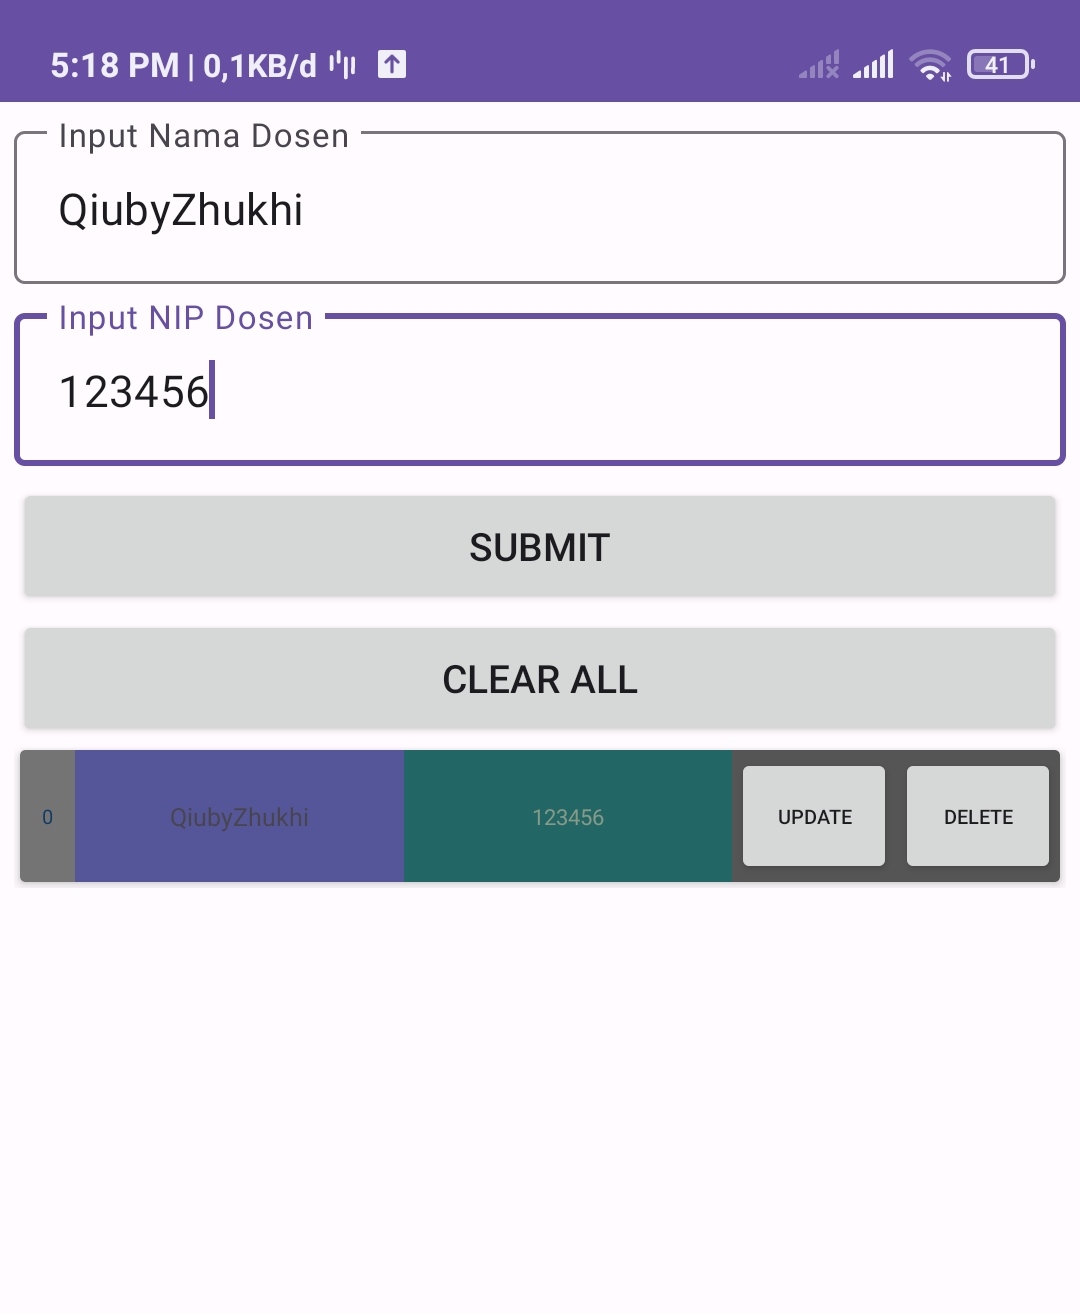 5:18 PM | 0,1KB/d
41
Input Nama Dosen
QiubyZhukhi
Input NIP Dosen
123456
SUBMIT
CLEAR ALL
0 QiubyZhukhi 123456 UPDATE DELETE